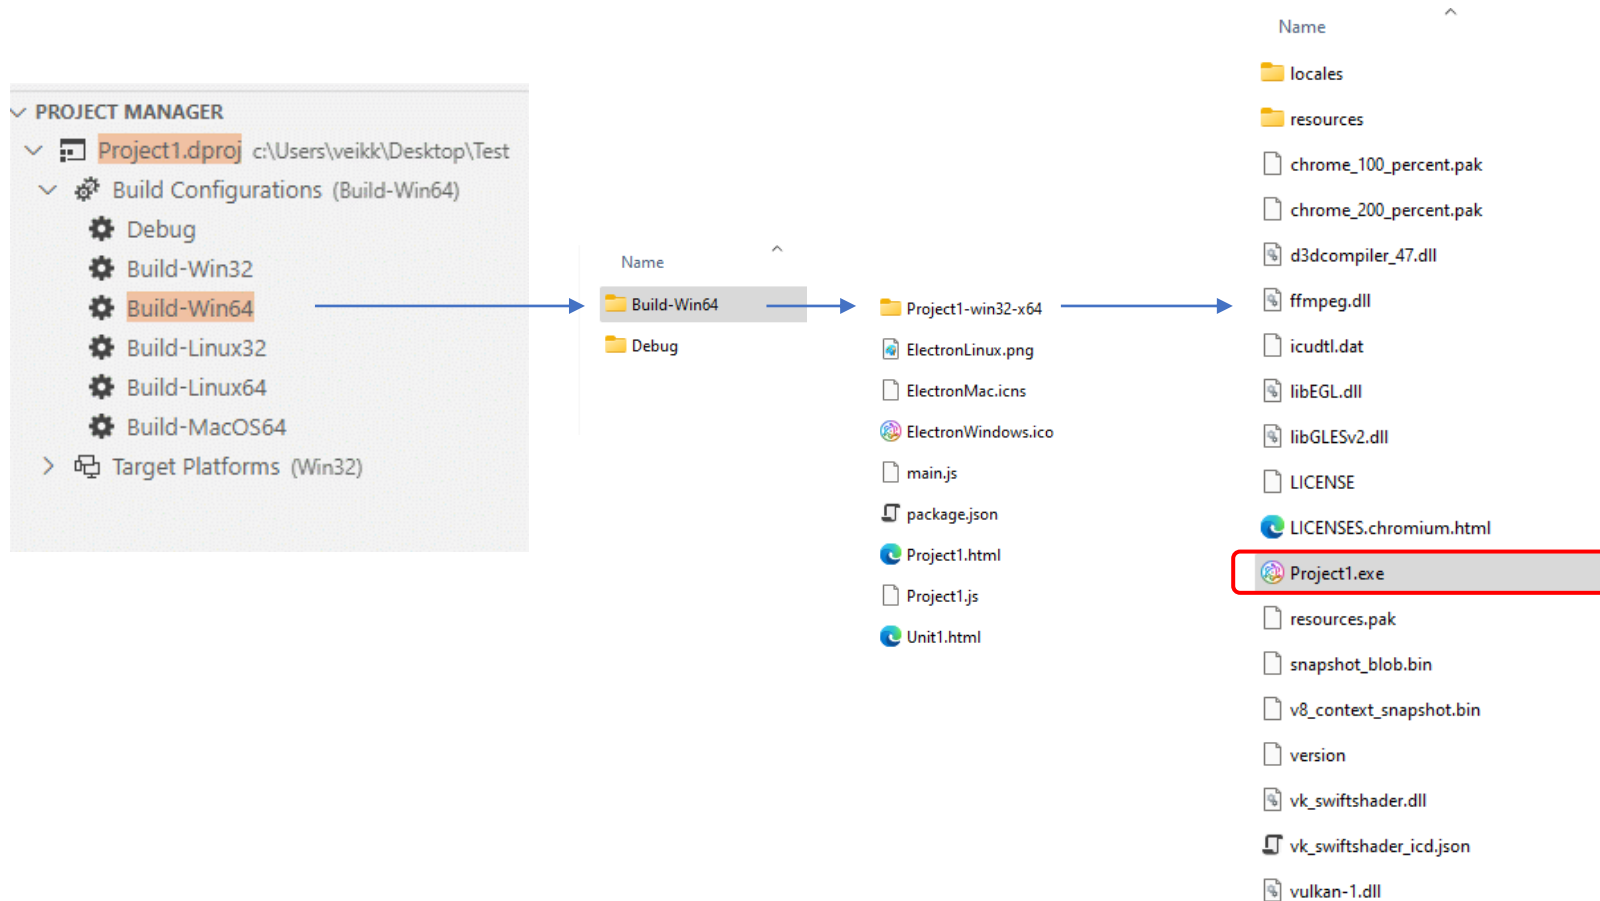 PROJECT MANAGER
Project1.dproj c:\Users\veikk\Desktop\Test
Build Configurations (Build-Win64)
Debug
Build-Win32
Build-Win64
Build-Linux32
Build-Linux64
Build-MacOS64
Target Platforms (Win32)
Name
Build-Win64
Debug
Project1-win32-x64
ElectronLinux.png
ElectronMac.icns
ElectronWindows.ico
main.js
package.json
Project1.html
Project1.js
Unit1.html
Name
locales
resources
chrome_100_percent.pak
chrome_200_percent.pak
d3dcompiler_47.dll
ffmpeg.dll
icudtl.dat
libEGL.dll
libGLESv2.dll
LICENSE
LICENSES.chromium.html
Project1.exe
resources.pak
snapshot_blob.bin
v8_context_snapshot.bin
version
vk_swiftshader.dll
vk_swiftshader_icd.json
vulkan-1.dll